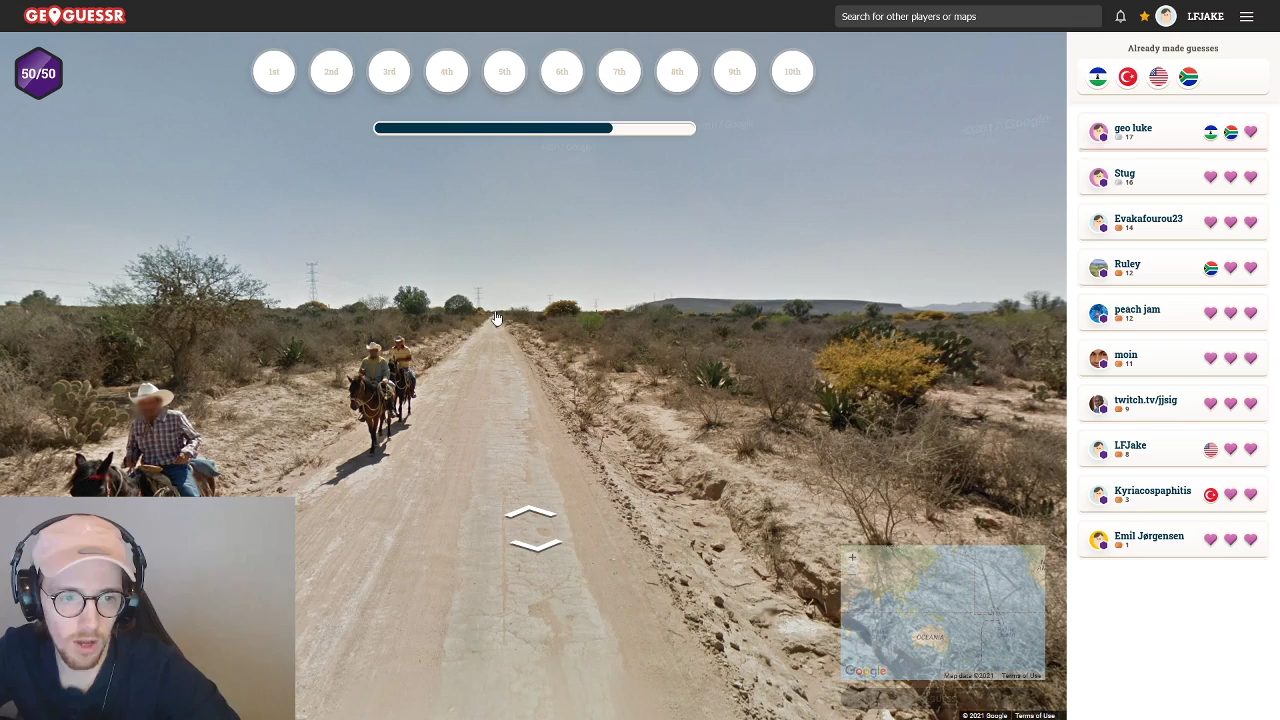 GEOGUESSR
Search for other players or maps
LFJAKE
50/50
1st
2nd
3rd
4th
5th
6th
7th
8th
9th
10th
Already made guesses
geo luke
17
Stug
16
Evakafourou23
14
Ruley
12
peach jam
12
moin
11
twitch.tv/jjsig
9
LFJake
8
Kyriacospaphitis
3
Emil Jørgensen
1
OCEANIA
Google
Map data ©2021
Terms of Use
© 2021 Google
Terms of Use